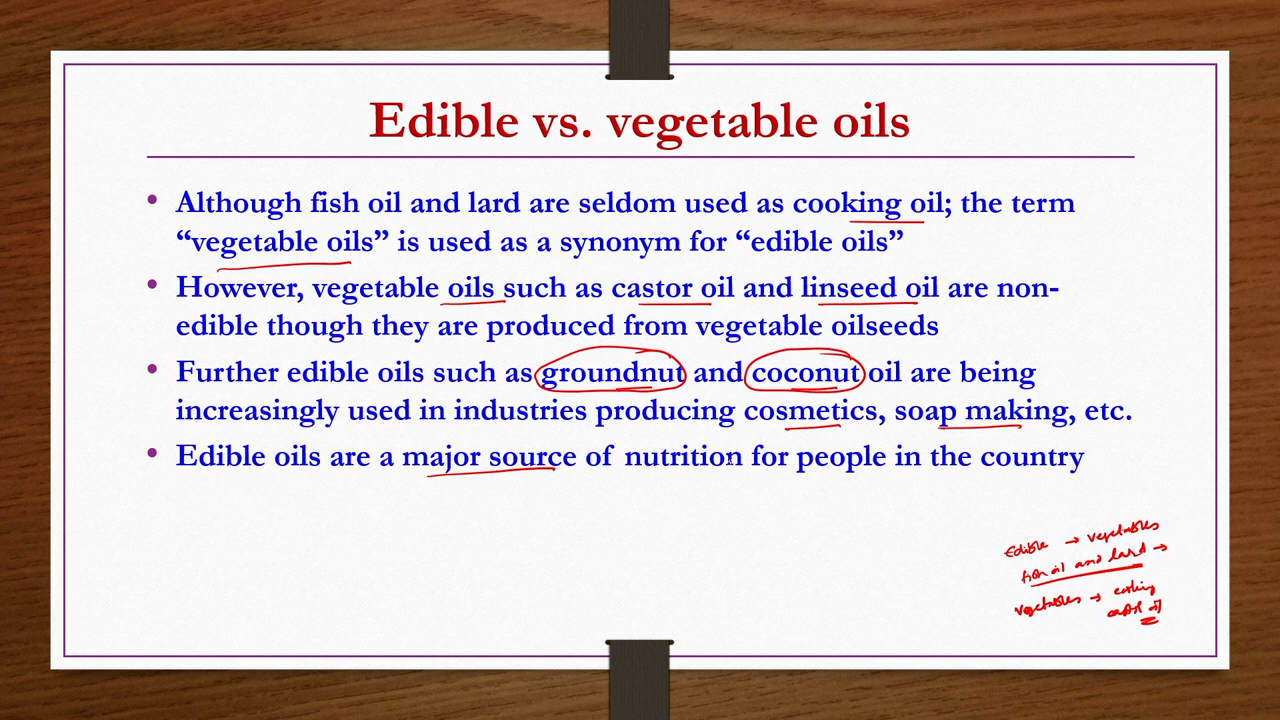 Edible vs. vegetable oils
• Although fish oil and lard are seldom used as cooking oil; the term
“vegetable oils” is used as a synonym for “edible oils”
• However, vegetable oils such as castor oil and linseed oil are non-
edible though they are produced from vegetable oilseeds
• Further edible oils such as groundnut and coconut oil are being
increasingly used in industries producing cosmetics, soap making, etc.
• Edible oils are a major source of nutrition for people in the country
Edible → vegetables
oil and lard →
vegetables →
oil